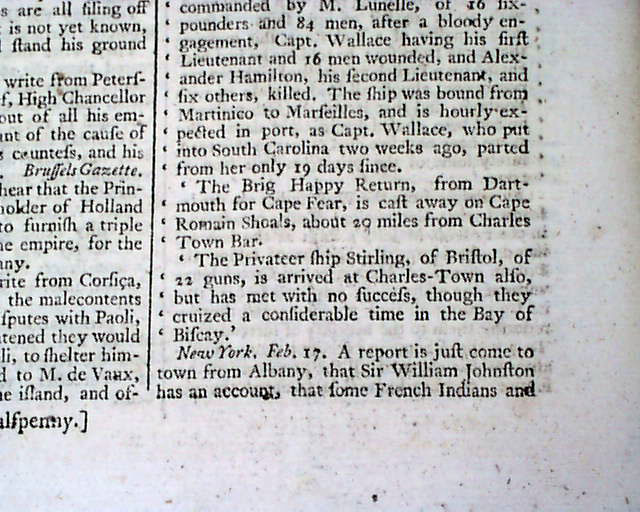 s are all filing off
is not yet known,
ſtand his ground
write from Peterſ-
f, High Chancellor
out of all his em-
ant of the cauſe of
s counteſs, and his
Bruſſels Gazette.
hear that the Prin-
holder of Holland
to furniſh a triple
he empire, for the
any.
rite from Corſiça,
the malecontents
ſputes with Paoli,
tened they would
li, to ſhelter him-
d to M. de Vaux,
e iſland, and of-
alfpenny.]
‘ commanded by M. Luneſſe, of 16 ſix-
‘ pounders and 84 men, after a bloody en-
‘ gagement, Capt. Wallace having his firſt
‘ Lieutenant and 16 men wounded, and Alex-
‘ ander Hamilton, his ſecond Lieutenant, and
‘ ſix others, killed. The ſhip was bound from
‘ Martinico to Marſeilles, and is hourly ex-
‘ pected in port, as Capt. Wallace, who put
‘ into South Carolina two weeks ago, parted
‘ from her only 19 days ſince.
‘ The Brig Happy Return, from Dart-
‘ mouth for Cape Fear, is caſt away on Cape
‘ Romain Shoals, about 20 miles from Charles
‘ Town Bar.
‘ The Privateer ſhip Stirling, of Briſtol, of
‘ 22 guns, is arrived at Charles-Town alſo,
‘ but has met with no ſucceſs, though they
‘ cruized a conſiderable time in the Bay of
‘ Biſcay.’
New York, Feb. 17. A report is juſt come to
town from Albany, that Sir William Johnſton
has an account, that ſome French Indians and